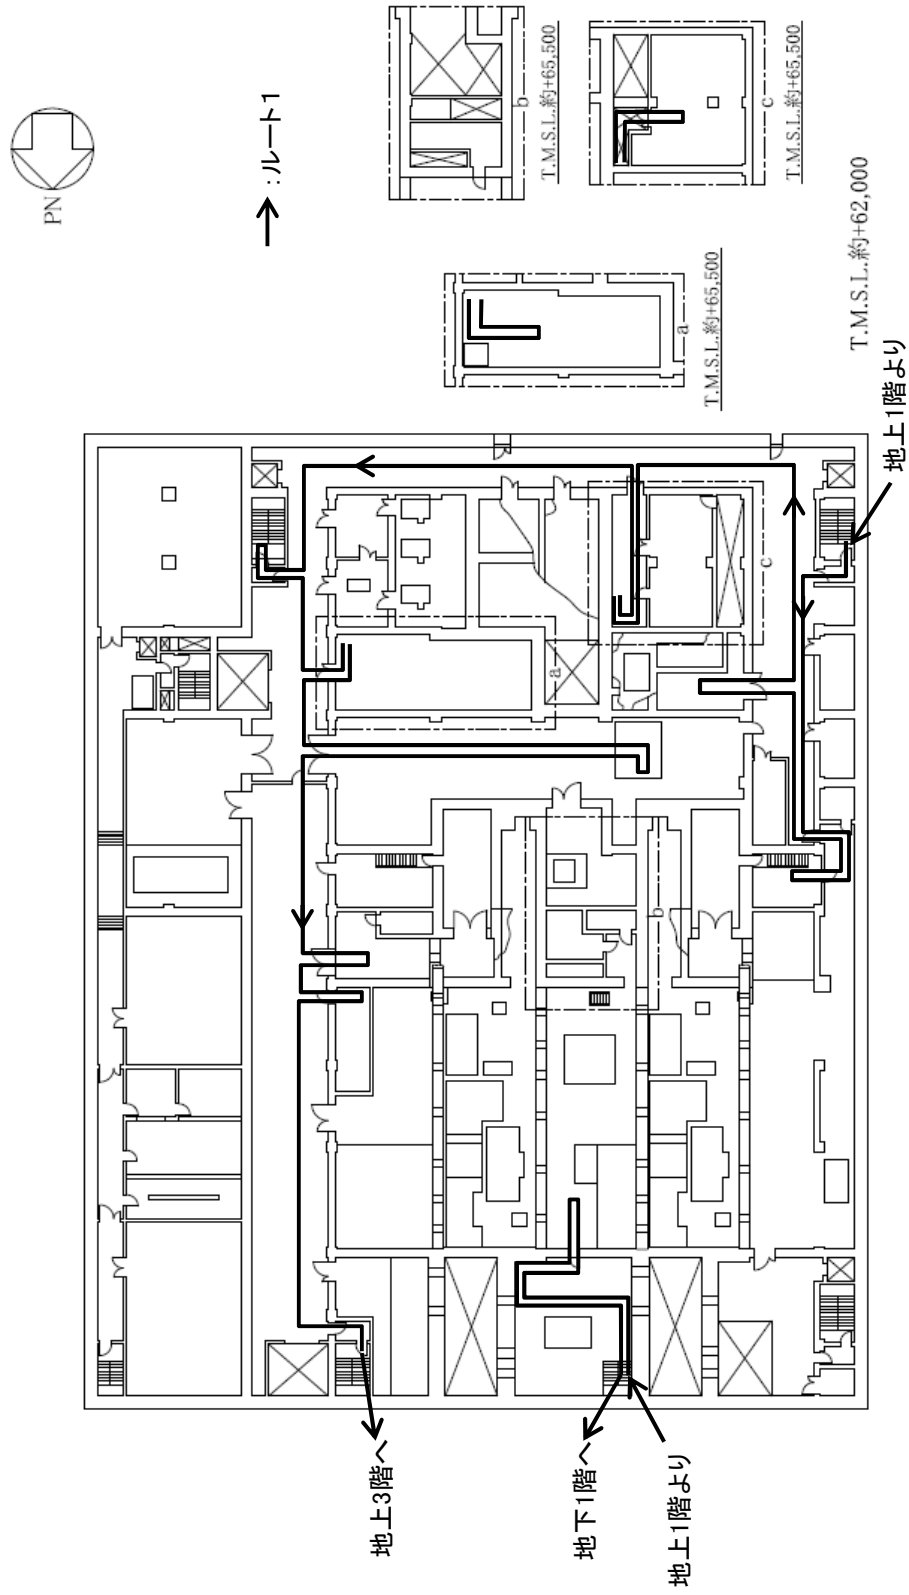 PN
→ :ルート1
b
T.M.S.L.約+65,500
c
T.M.S.L.約+65,500
a
T.M.S.L.約+65,500
T.M.S.L.約+62,000
地上1階より
a
b
c
地上3階へ
地下1階へ
地上1階より